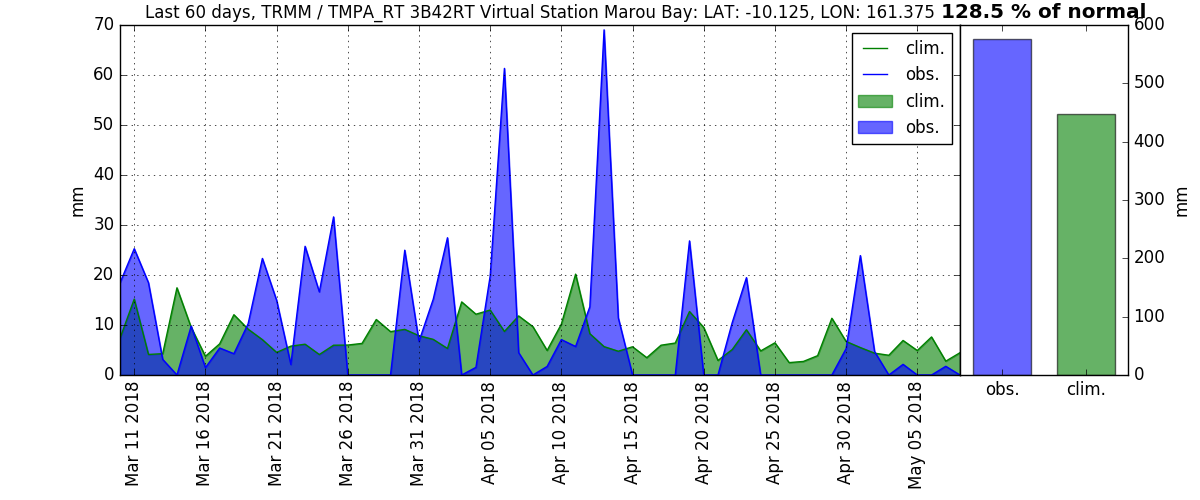 Last 60 days, TRMM / TMPA_RT 3B42RT Virtual Station Marou Bay: LAT: -10.125, LON: 161.375 128.5 % of normal
70
60
50
40
30
20
10
0
mm
clim.
obs.
clim.
obs.
Mar 11 2018
Mar 16 2018
Mar 21 2018
Mar 26 2018
Mar 31 2018
Apr 05 2018
Apr 10 2018
Apr 15 2018
Apr 20 2018
Apr 25 2018
Apr 30 2018
May 05 2018
600
500
400
300
200
100
0
mm
obs.
clim.